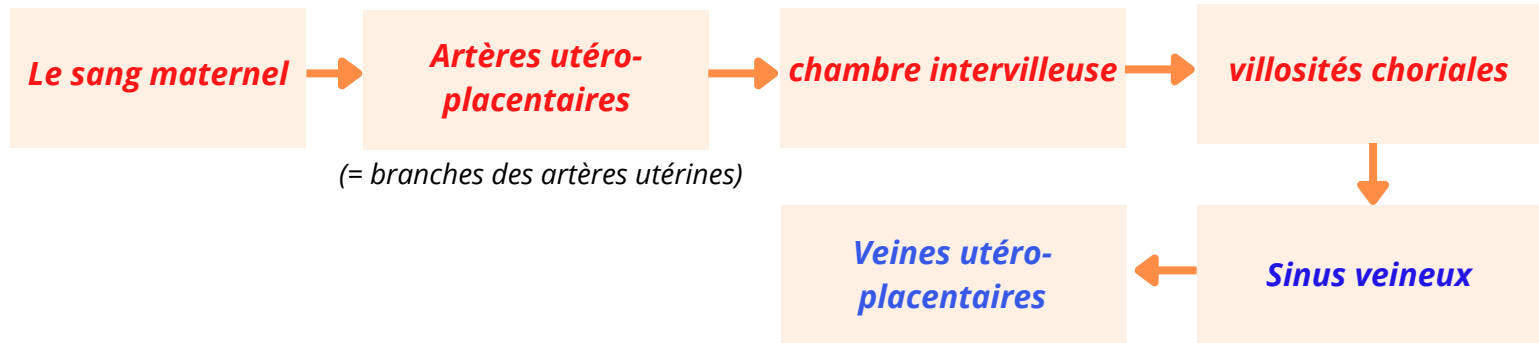 Le sang maternel
Artères utéro-
placentaires
(= branches des artères utérines)
chambre intervilleuse
villosités choriales
Sinus veineux
Veines utéro-
placentaires